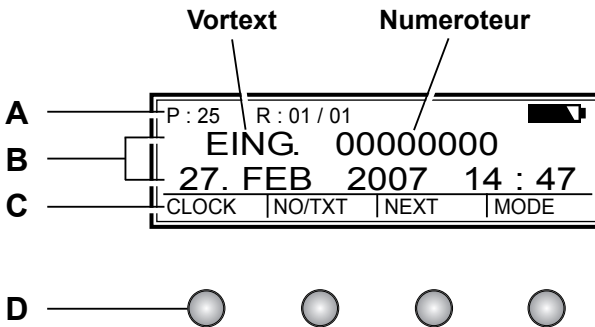 Vortext Numeroteur
A P : 25 R : 01 / 01
B EING. 00000000
27. FEB 2007 14 : 47
C CLOCK NO/TXT NEXT MODE
D